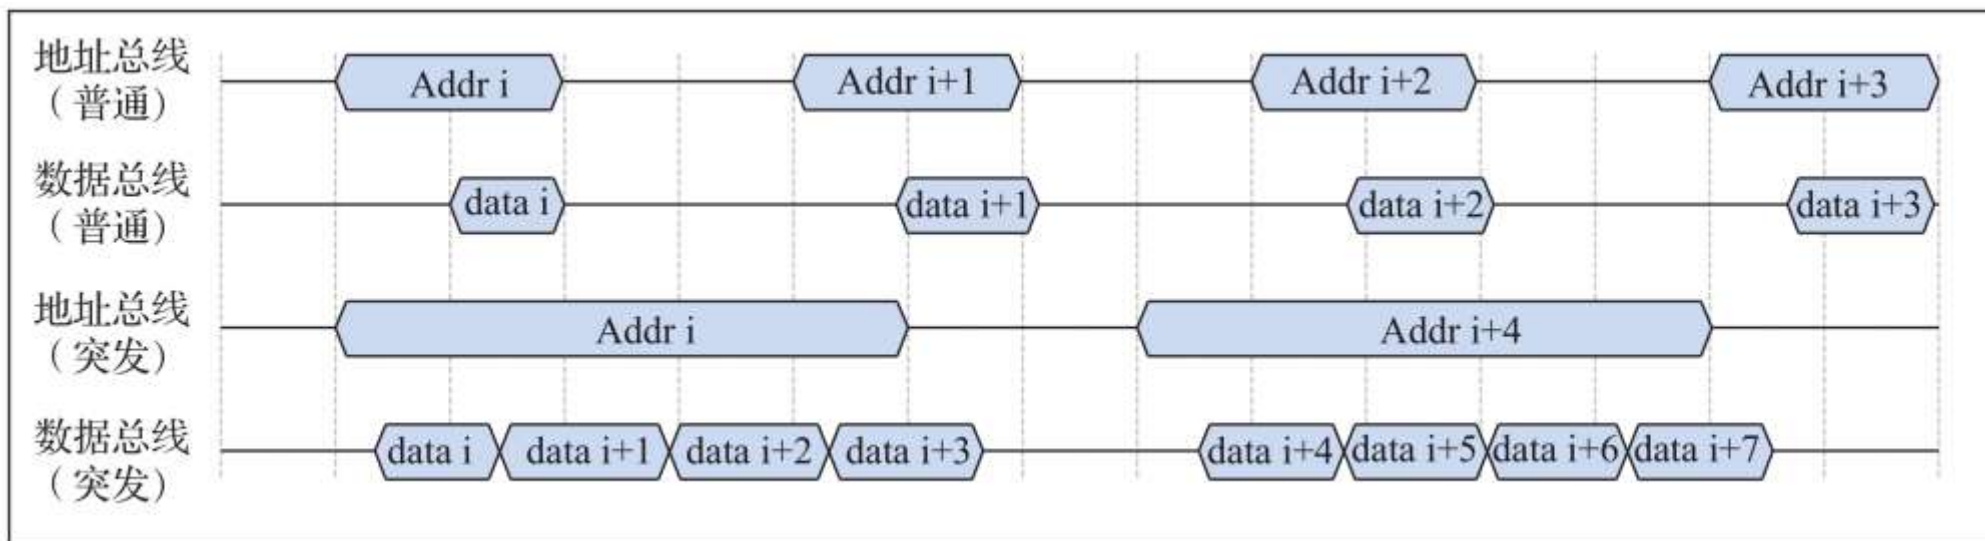 地址总线
（普通）
Addr i
Addr i+1
Addr i+2
Addr i+3
数据总线
（普通）
data i
data i+1
data i+2
data i+3
地址总线
（突发）
Addr i
Addr i+4
数据总线
（突发）
data i
data i+1
data i+2
data i+3
data i+4
data i+5
data i+6
data i+7